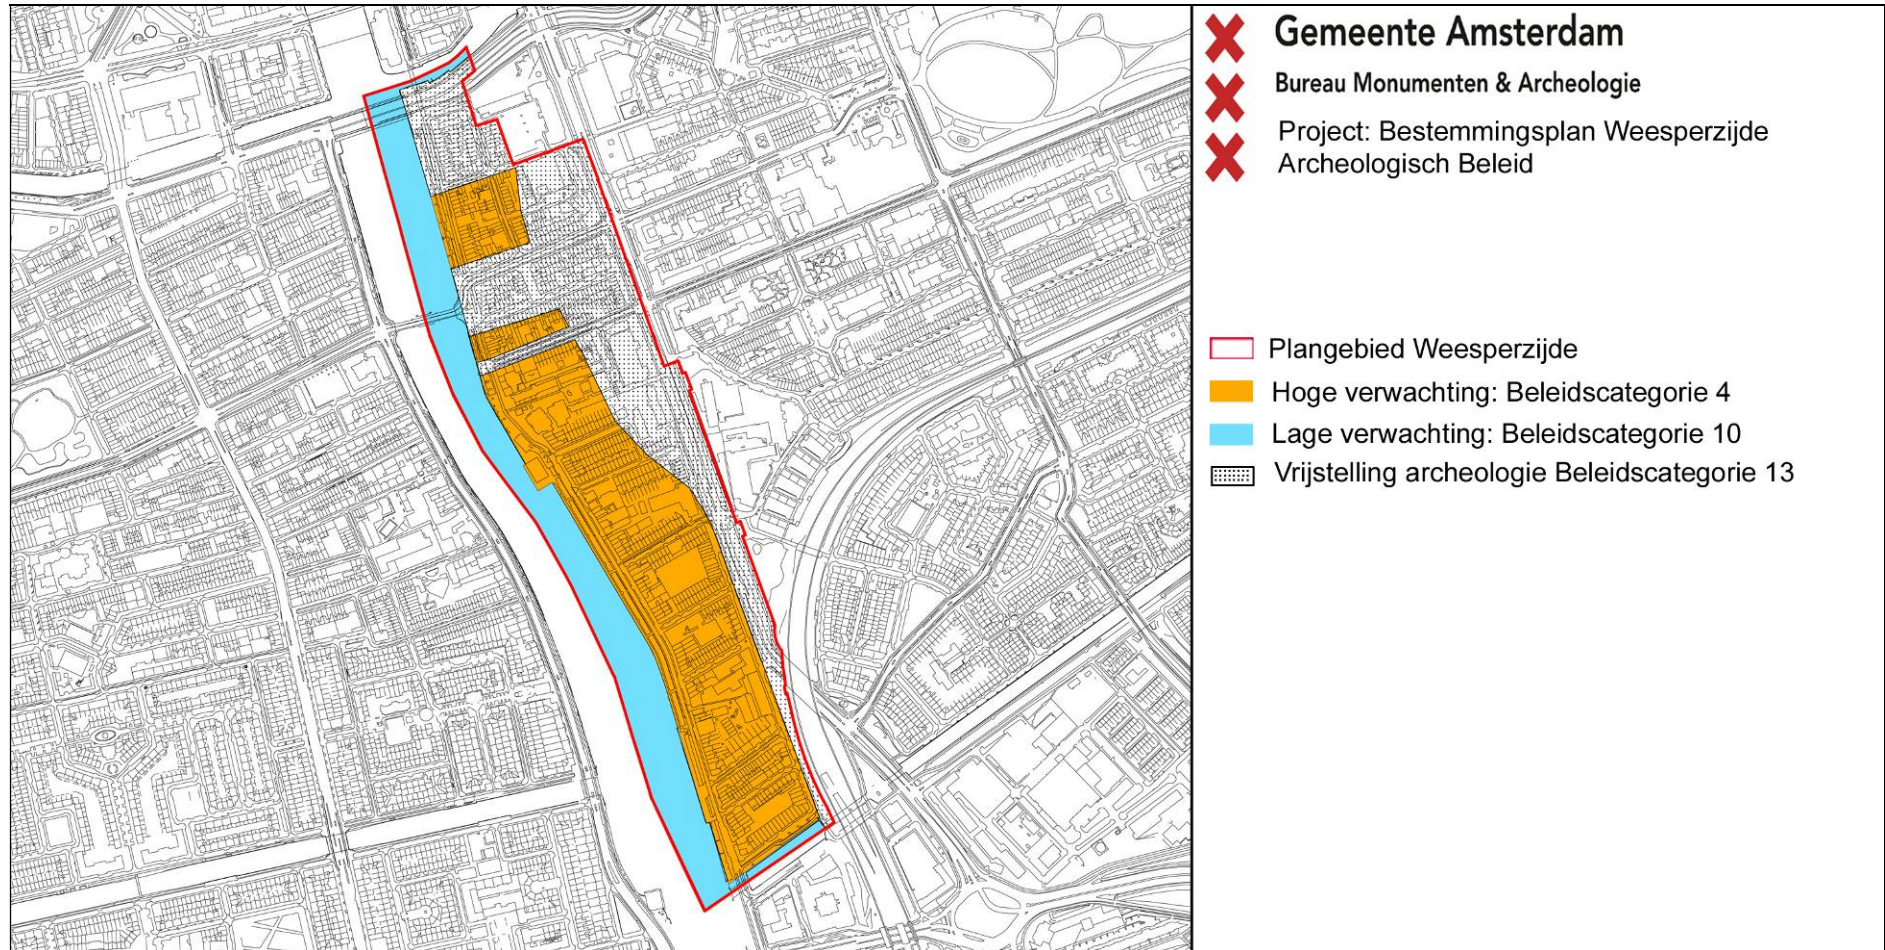 Gemeente Amsterdam
Bureau Monumenten & Archeologie
Project: Bestemmingsplan Weesperzijde
Archeologisch Beleid
Plangebied Weesperzijde
Hoge verwachting: Beleidscategorie 4
Lage verwachting: Beleidscategorie 10
Vrijstelling archeologie Beleidscategorie 13